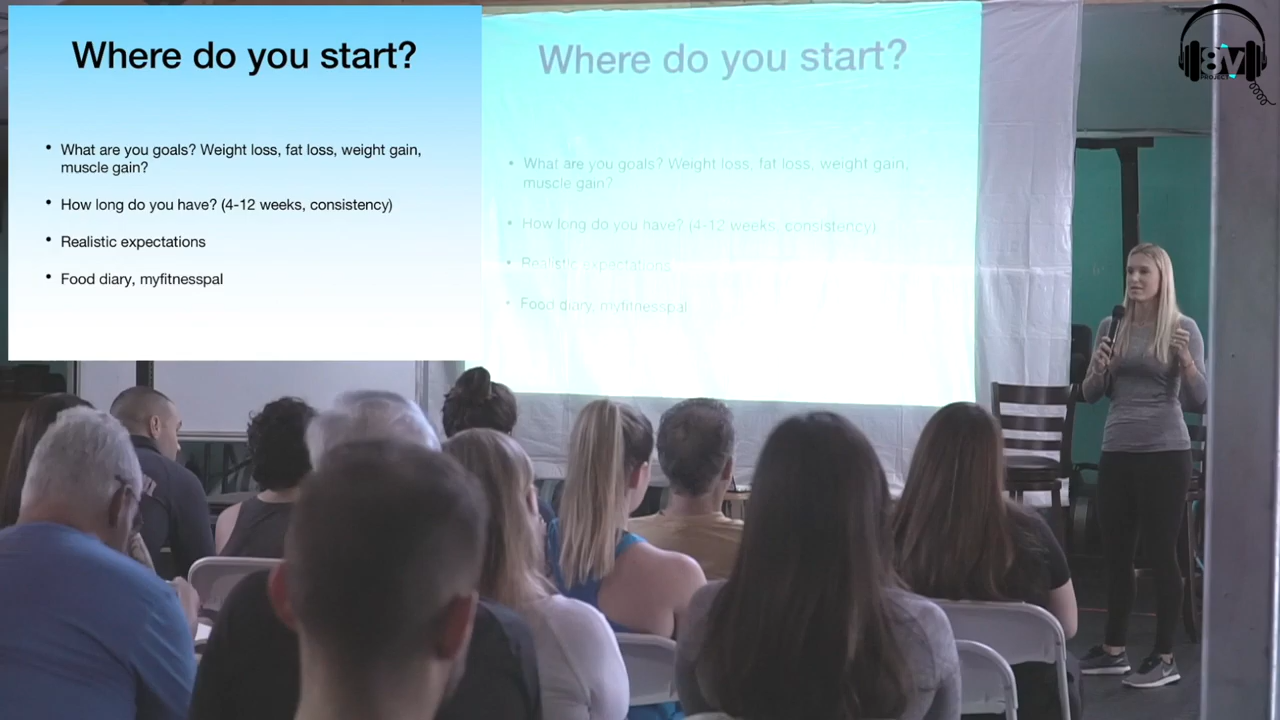 Where do you start?
• What are you goals? Weight loss, fat loss, weight gain,
muscle gain?
• How long do you have? (4-12 weeks, consistency)
• Realistic expectations
• Food diary, myfitnesspal
Where do you start?
• What are you goals? Weight loss, fat loss, weight gain,
muscle gain?
• How long do you have? (4-12 weeks, consistency)
• Realistic expectations
• Food diary, myfitnesspal
8V
PROJECT